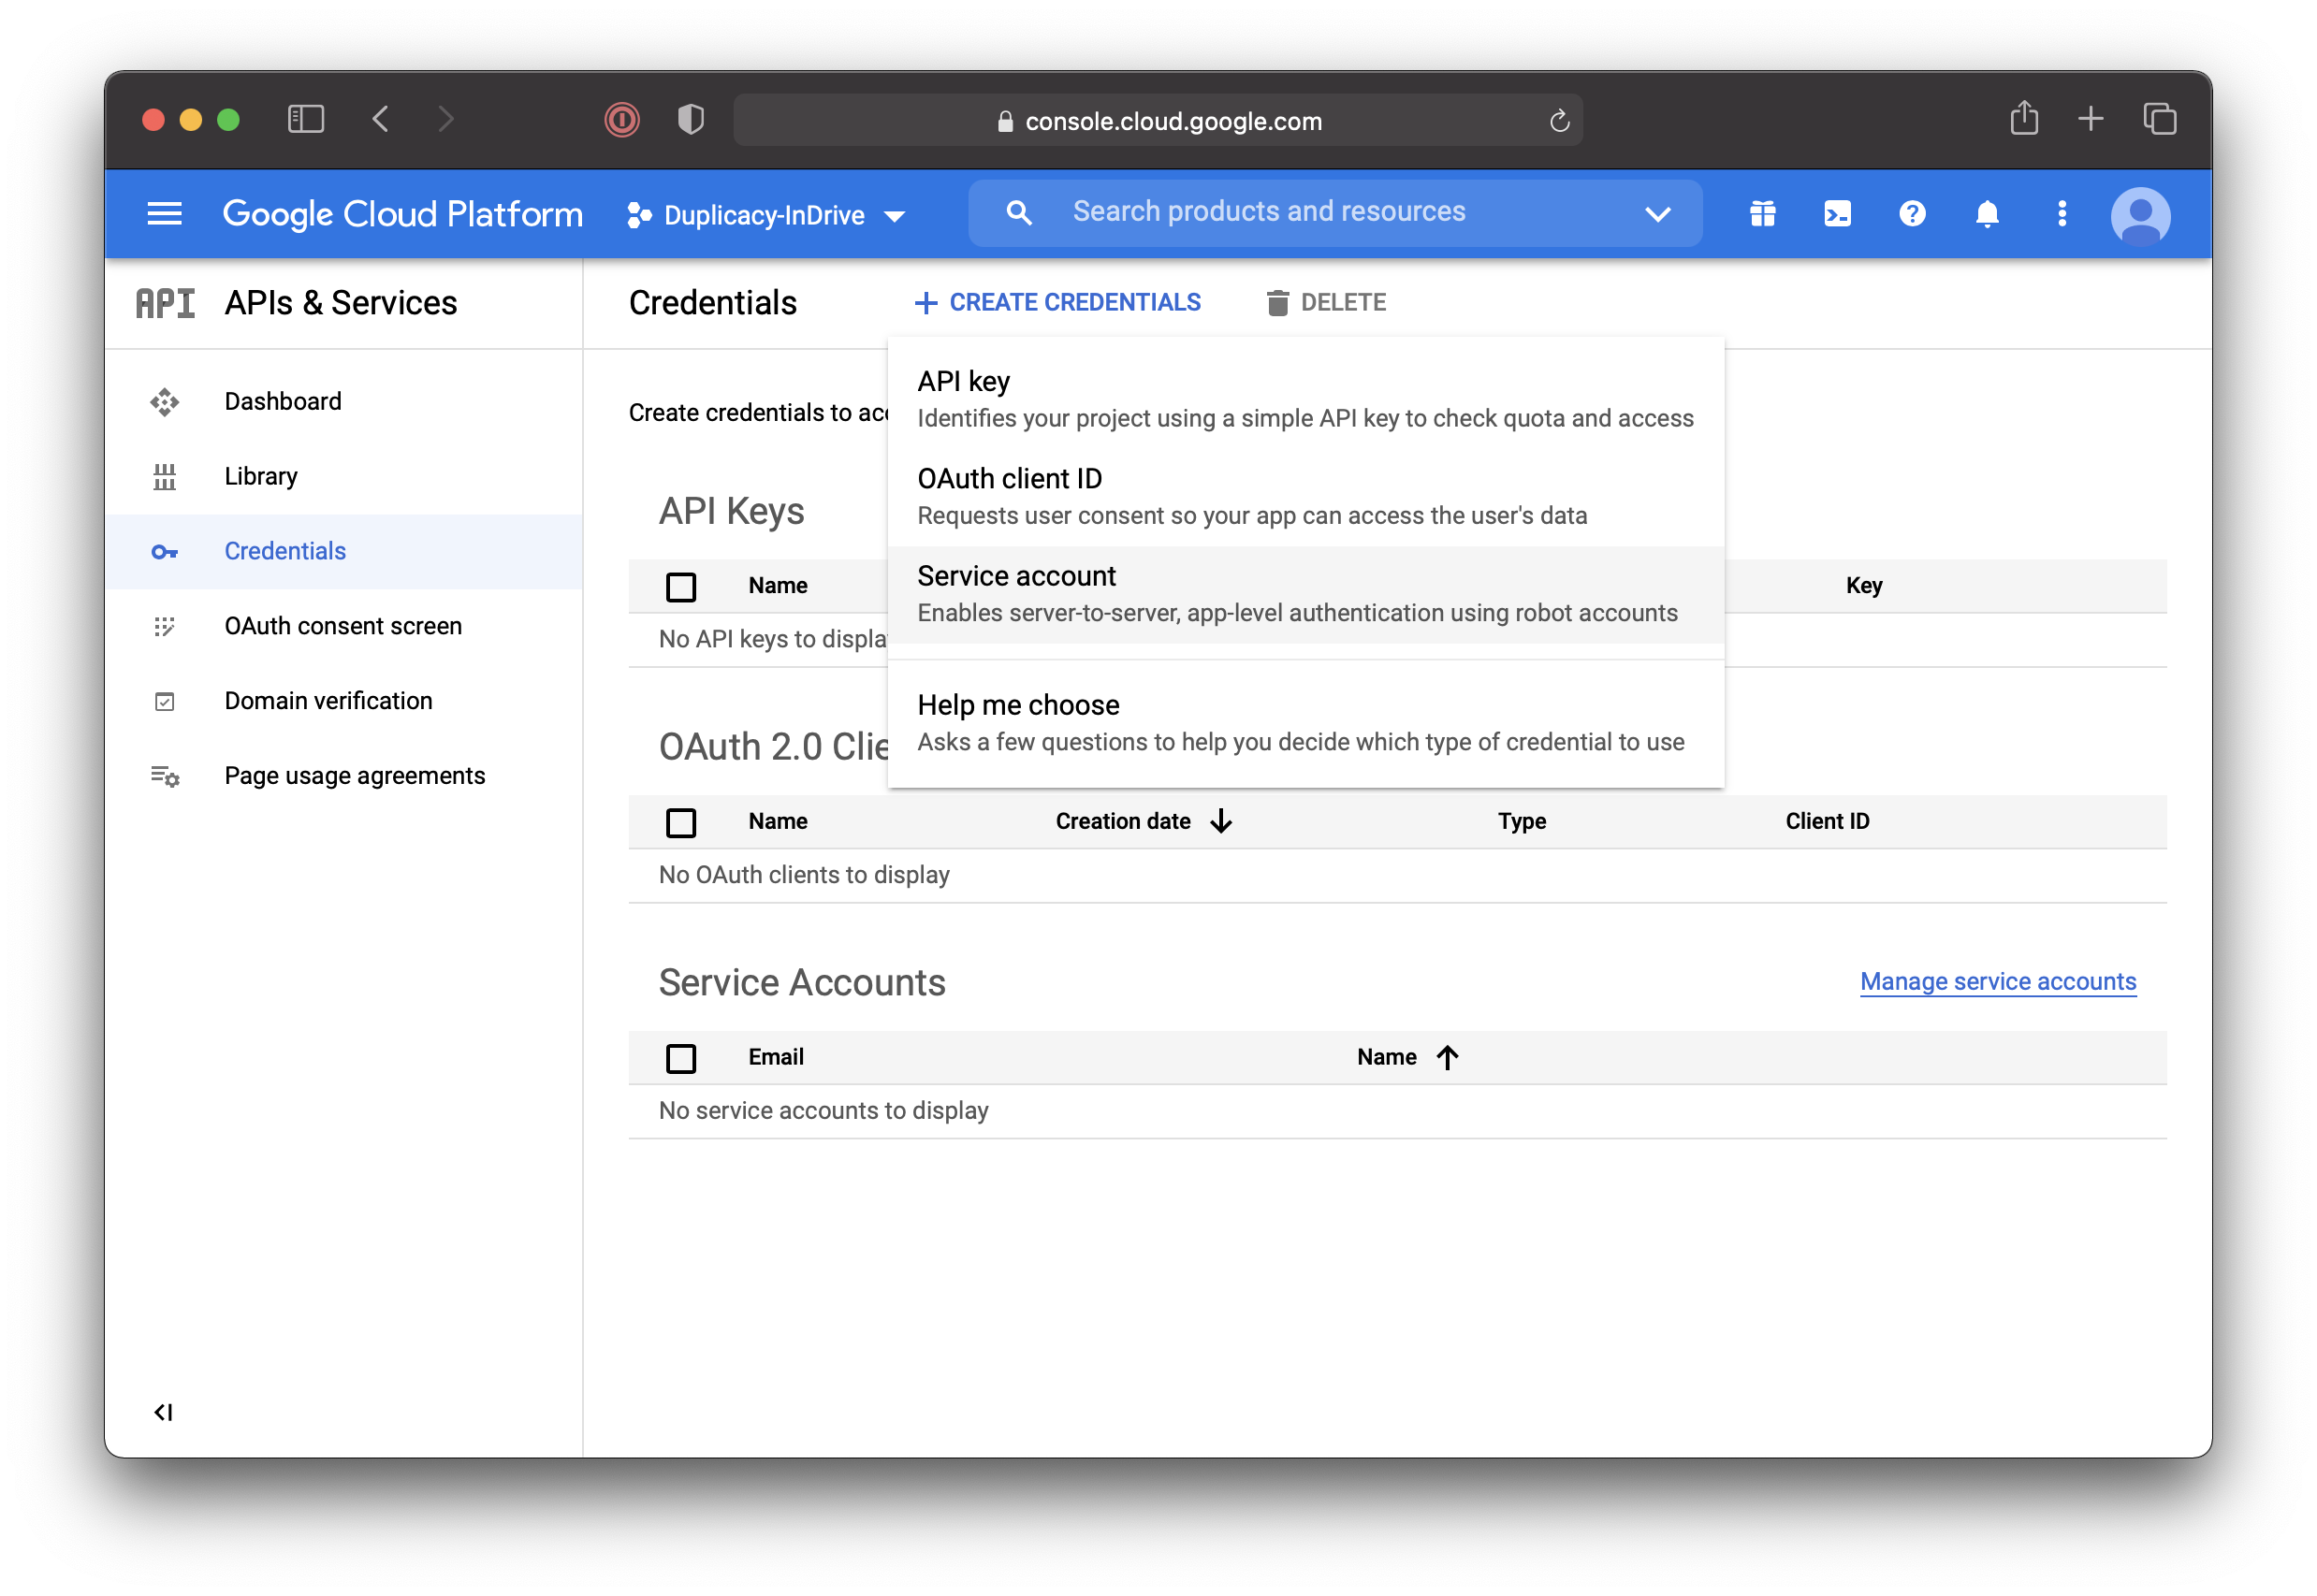 console.cloud.google.com
Google Cloud Platform
Duplicacy-InDrive
Search products and resources
API
APIs & Services
Dashboard
Library
Credentials
OAuth consent screen
Domain verification
Page usage agreements
Credentials
CREATE CREDENTIALS
DELETE
Create credentials to
API key
Identifies your project using a simple API key to check quota and access
OAuth client ID
Requests user consent so your app can access the user's data
Service account
Enables server-to-server, app-level authentication using robot accounts
Help me choose
Asks a few questions to help you decide which type of credential to use
API Keys
Name
Key
No API keys to
OAuth 2.0
Name
Creation date
Type
Client ID
No OAuth clients to display
Service Accounts
Manage service accounts
Email
Name
No service accounts to display